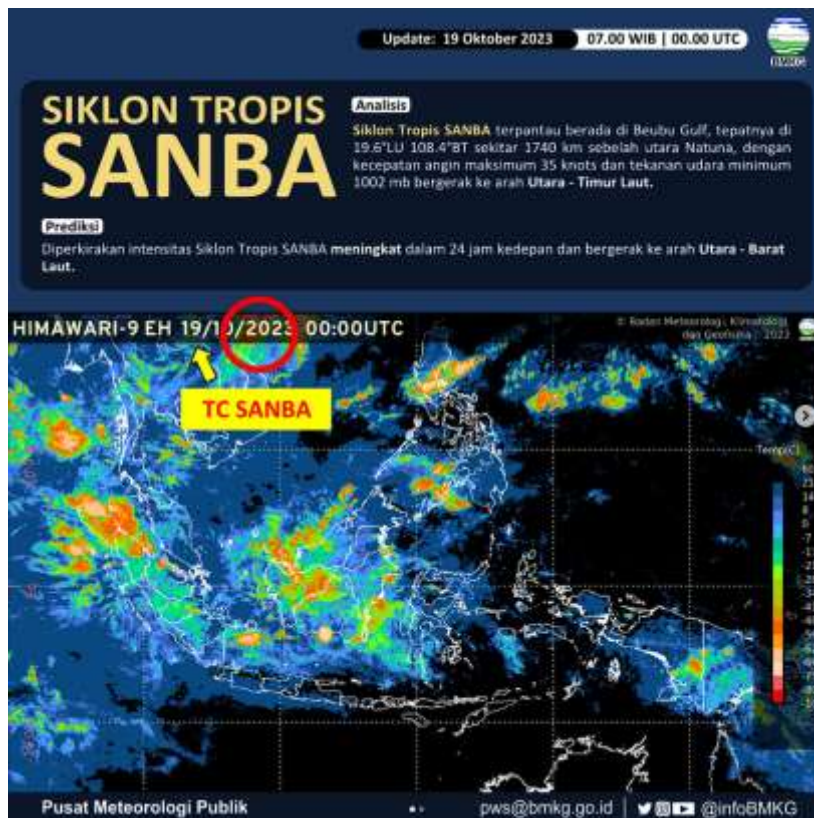 Update: 19 Oktober 2023 07.00 WIB | 00.00 UTC
BMKG
SIKLON TROPIS
SANBA
Analisis
Siklon Tropis SANBA terpantau berada di Beubu Gulf, tepatnya di
19.6°LU 108.4°BT sekitar 1740 km sebelah utara Natuna, dengan
kecepatan angin maksimum 35 knots dan tekanan udara minimum
1002 mb bergerak ke arah Utara - Timur Laut.
Prediksi
Diperkirakan intensitas Siklon Tropis SANBA meningkat dalam 24 jam kedepan dan bergerak ke arah Utara - Barat
Laut.
HIMAWARI-9 EH 19/10/2023 00:00UTC
© Badan Meteorologi, Klimatologi
dan Geofisika 2023
TC SANBA
Temp(C)
Pusat Meteorologi Publik
pws@bmkg.go.id | @infoBMKG